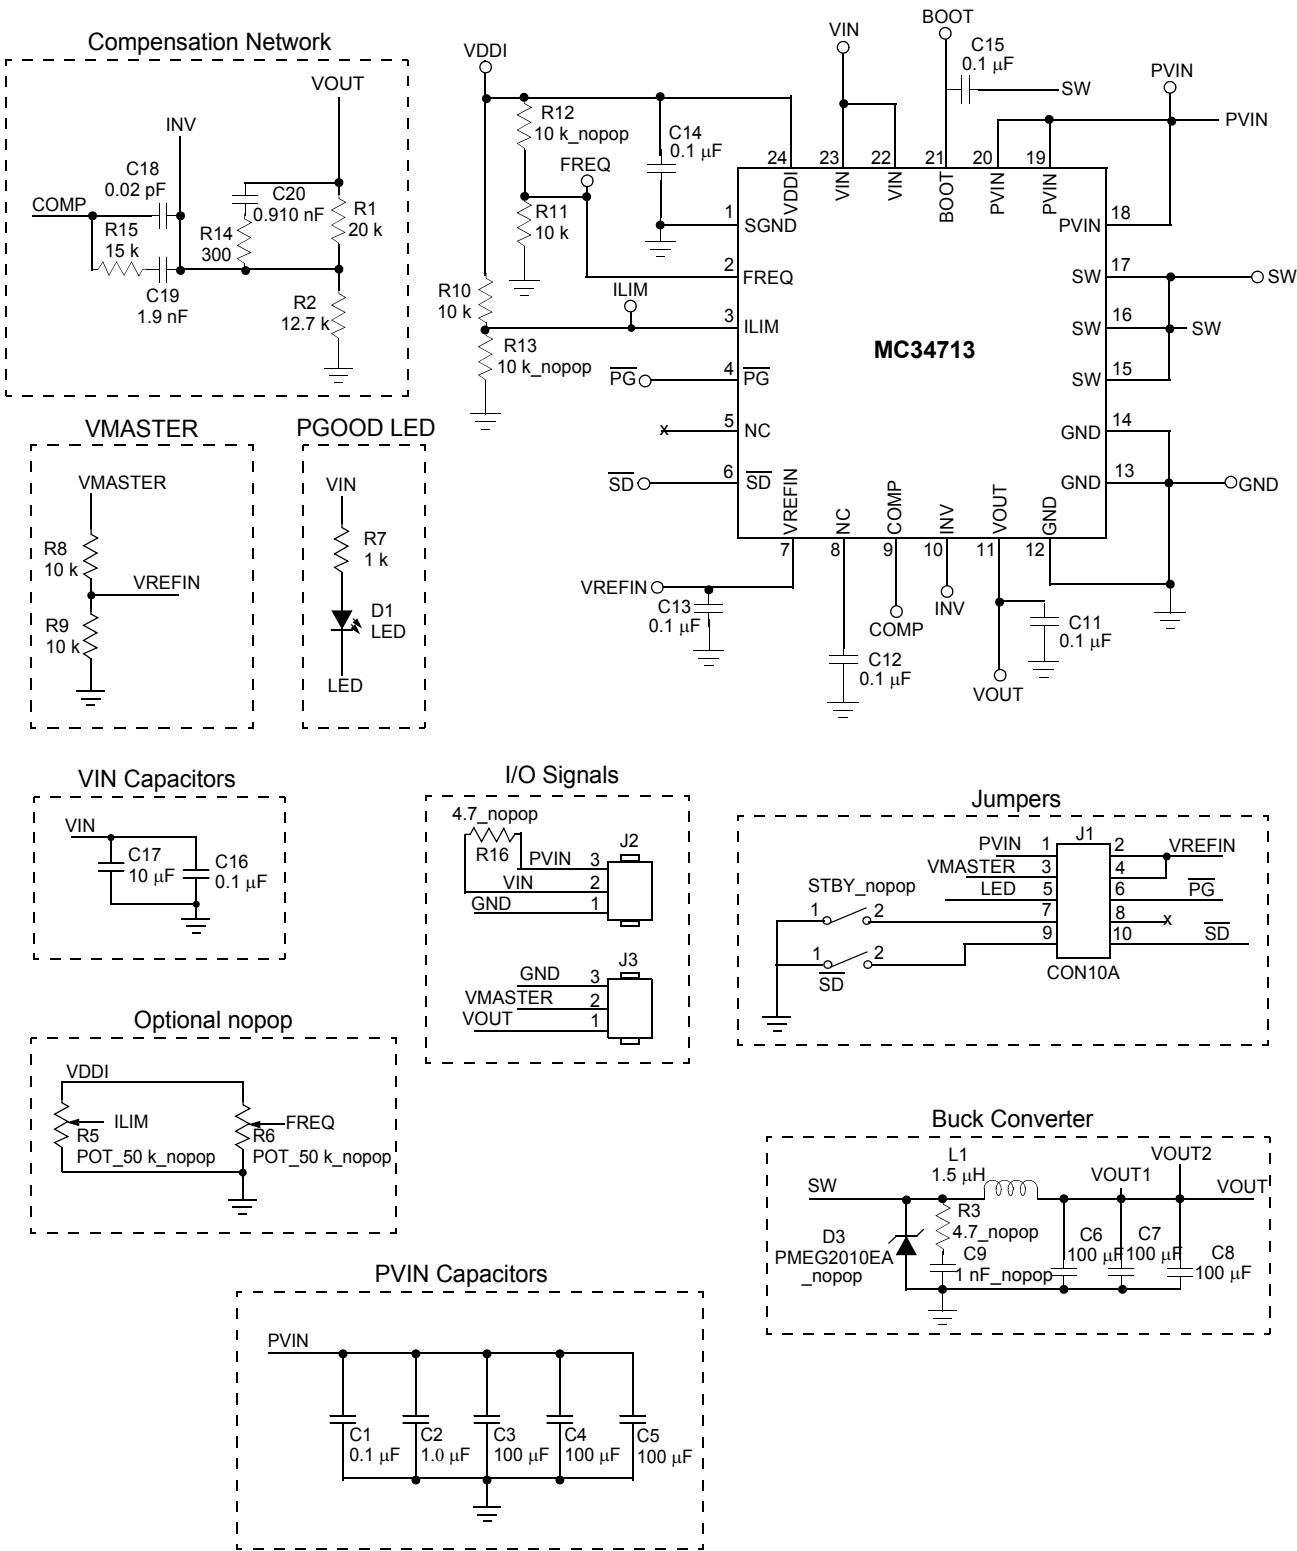 Compensation Network
VOUT
INV
C18
0.02 pF
COMP
C20
0.910 nF
R1
20 k
R15
15 k
R14
300
C19
1.9 nF
R2
12.7 k
VDDI
R12
10 k_nopop
FREQ
C14
0.1 μF
R11
10 k
R10
10 k
ILIM
R13
10 k_nopop
PG
SD
VIN
BOOT
C15
0.1 μF
SW
PVIN
PVIN
24
23
22
21
20
19
VDDI
VIN
VIN
BOOT
PVIN
PVIN
1
SGND
2
FREQ
3
ILIM
4
PG
5
NC
x
6
SD
MC34713
PVIN
18
SW
17
SW
SW
16
SW
SW
15
GND
14
GND
13
GND
VREFIN
NC
COMP
INV
VOUT
GND
7
8
9
10
11
12
VREFIN
C13
0.1 μF
COMP
INV
C12
0.1 μF
VOUT
C11
0.1 μF
VMASTER
VMASTER
R8
10 k
VREFIN
R9
10 k
PGOOD LED
VIN
R7
1 k
D1
LED
LED
VIN Capacitors
VIN
C17
10 μF
C16
0.1 μF
I/O Signals
4.7_nopop
R16
J2
PVIN 3
VIN 2
GND 1
J3
GND 3
VMASTER 2
VOUT 1
Jumpers
J1
PVIN 1
2 VREFIN
VMASTER 3
4
LED 5
6 PG
STBY_nopop
1 2
7
8 x
9
10 SD
1 2
SD
CON10A
Optional nopop
VDDI
ILIM
R5
POT_50 k_nopop
FREQ
R6
POT_50 k_nopop
Buck Converter
SW
L1
1.5 μH
VOUT1
VOUT2
VOUT
D3
PMEG2010EA
_nopop
R3
4.7_nopop
C9
1 nF_nopop
C6
100 μF
C7
100 μF
C8
100 μF
PVIN Capacitors
PVIN
C1
0.1 μF
C2
1.0 μF
C3
100 μF
C4
100 μF
C5
100 μF